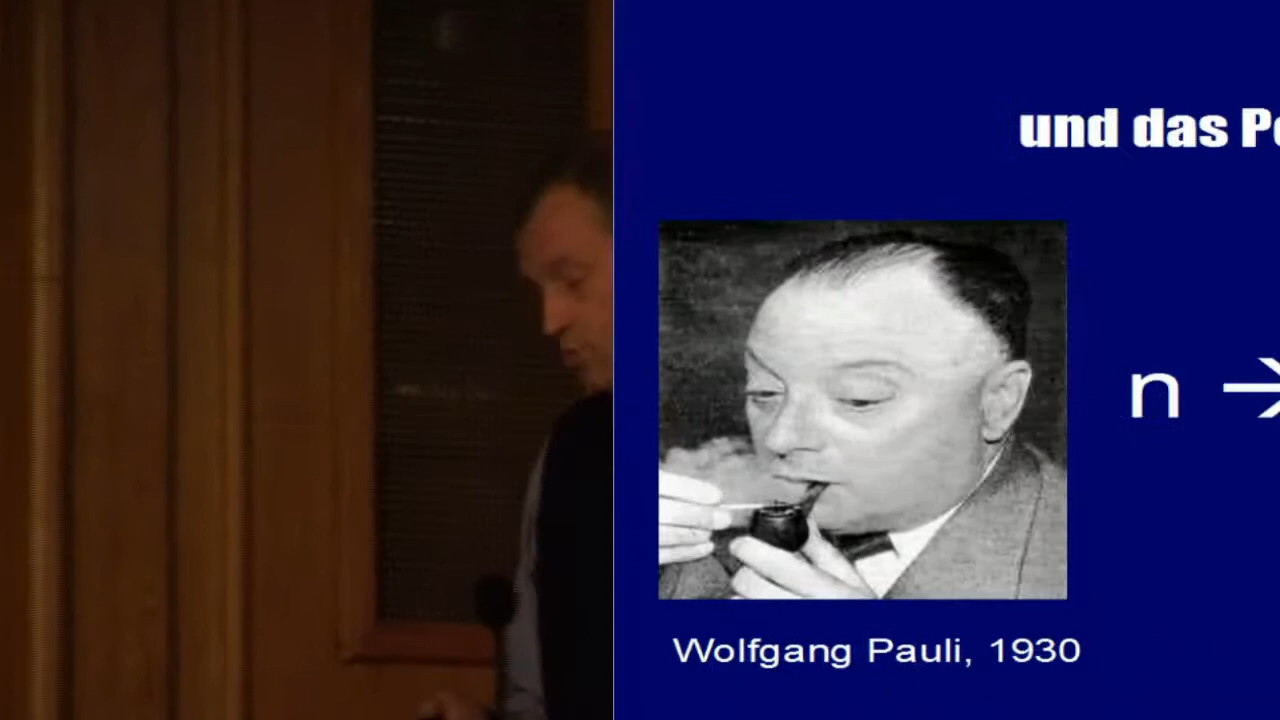 und das
n →
Wolfgang Pauli, 1930